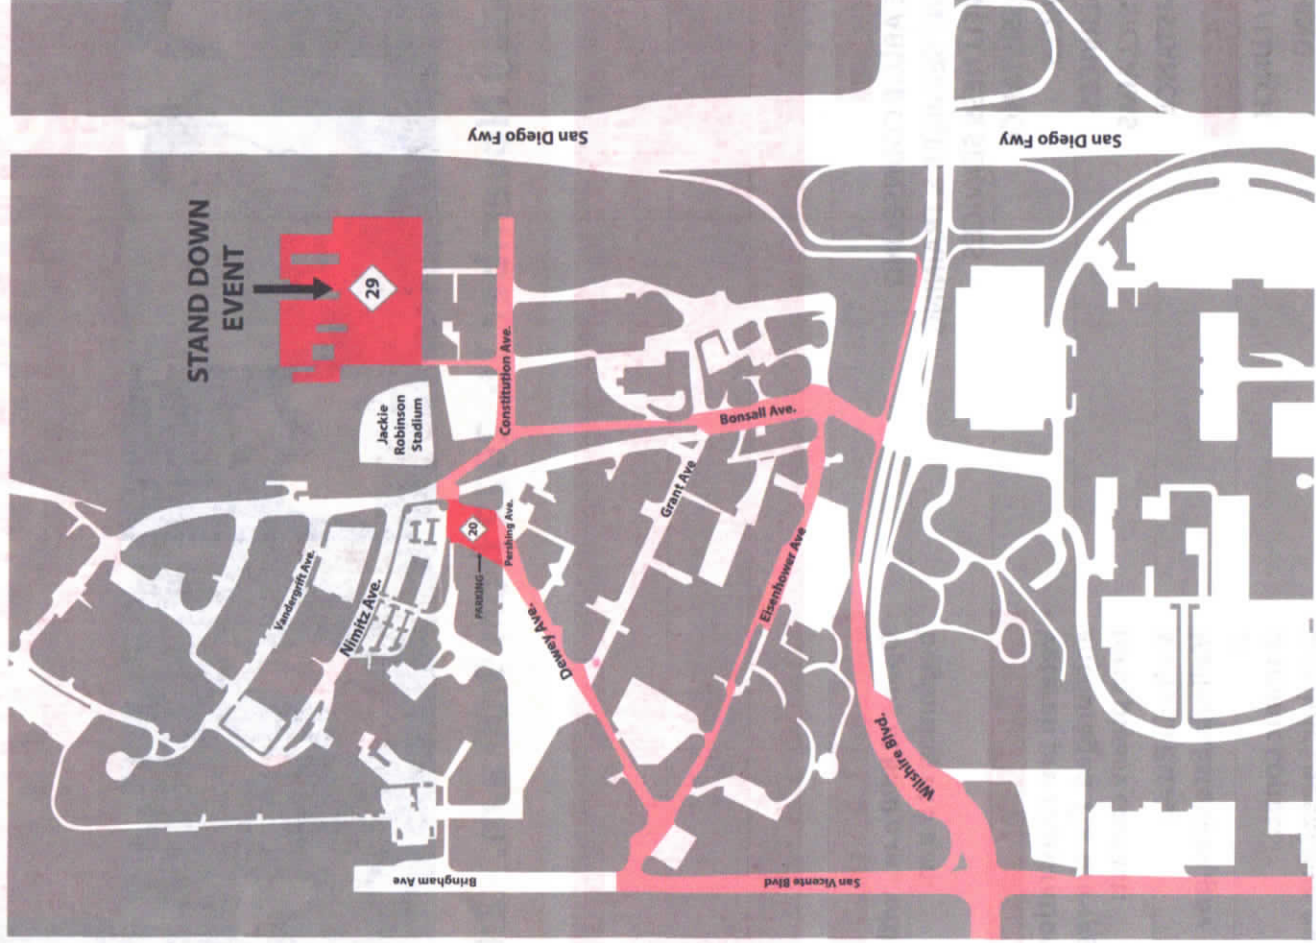 San Diego Fwy
San Diego Fwy
STAND DOWN
EVENT
29
Jackie
Robinson
Stadium
Constitution Ave.
Bonsall Ave.
Grant Ave
Pershing Ave.
20
PARKING
Vandergrift Ave.
Nimitz Ave.
Dewey Ave.
Eisenhower Ave
Wilshire Blvd.
Bringham Ave
San Vicente Blvd